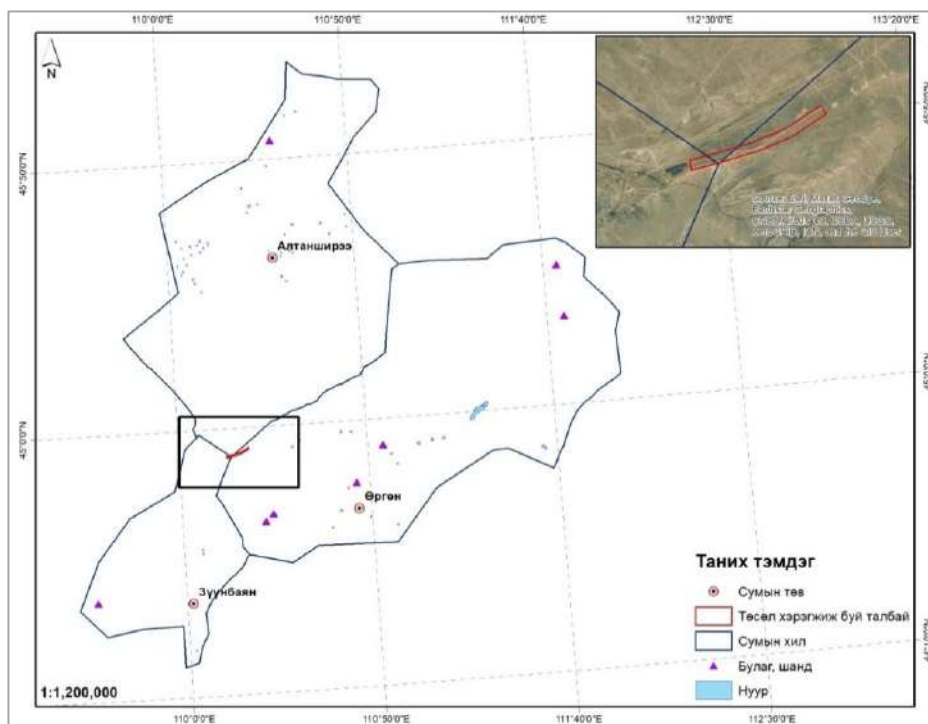 110°0'0"E
110°50'0"E
111°40'0"E
112°30'0"E
113°20'0"E
N
45°50'N
Алтанширээ
45°0'N
Өргөн
Зүүнбаян
Таних тэмдэг
Сумын төв
Төсөл хэрэгжиж буй талбай
Сумын хил
Булаг, шанд
Нуур
1:1,200,000
110°0'0"E
110°50'0"E
111°40'0"E
112°30'0"E